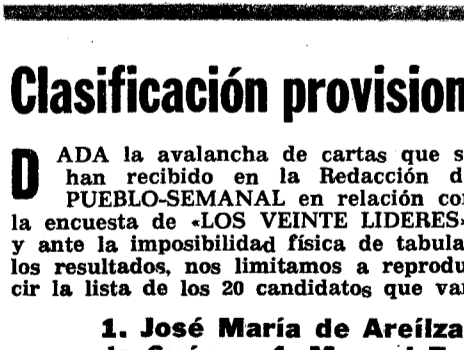 Clasificación provision
DADA la avalancha de cartas que s
han recibido en la Redacción d
PUEBLO-SEMANAL en relación co
la encuesta de «LOS VEINTE LIDERES»
y ante la imposibilidad física de tabula
los resultados, nos limitamos a reprodu
cir la lista de los 20 candidatos que va
1. José María de Areilza